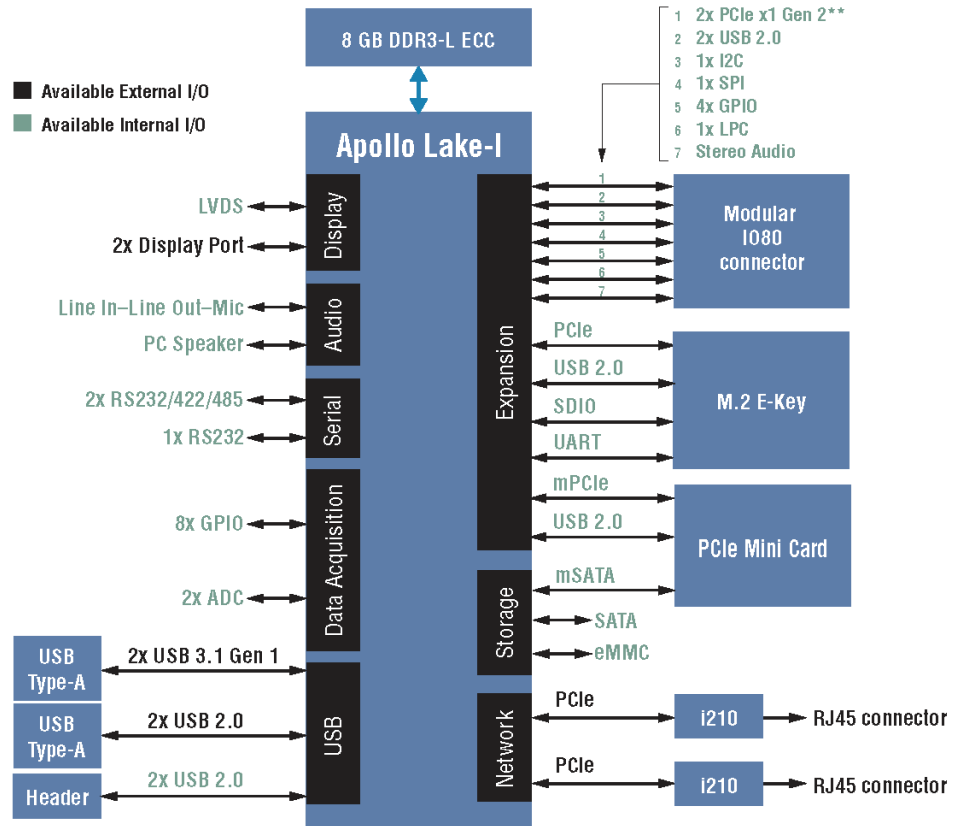 8 GB DDR3-L ECC
1 2x PCIe x1 Gen 2**
2 2x USB 2.0
3 1x I2C
4 1x SPI
5 4x GPIO
6 1x LPC
7 Stereo Audio
Available External I/O
Available Internal I/O
Apollo Lake-I
Display
LVDS
2x Display Port
Audio
Line In–Line Out–Mic
PC Speaker
Serial
2x RS232/422/485
1x RS232
Data Acquisition
8x GPIO
2x ADC
USB
USB Type-A
2x USB 3.1 Gen 1
USB Type-A
2x USB 2.0
Header
2x USB 2.0
Expansion
1
2
3
4
5
6
7
Modular
IO80
connector
PCIe
USB 2.0
SDIO
UART
M.2 E-Key
mPCIe
USB 2.0
PCIe Mini Card
Storage
mSATA
SATA
eMMC
Network
PCIe
i210
RJ45 connector
PCIe
i210
RJ45 connector